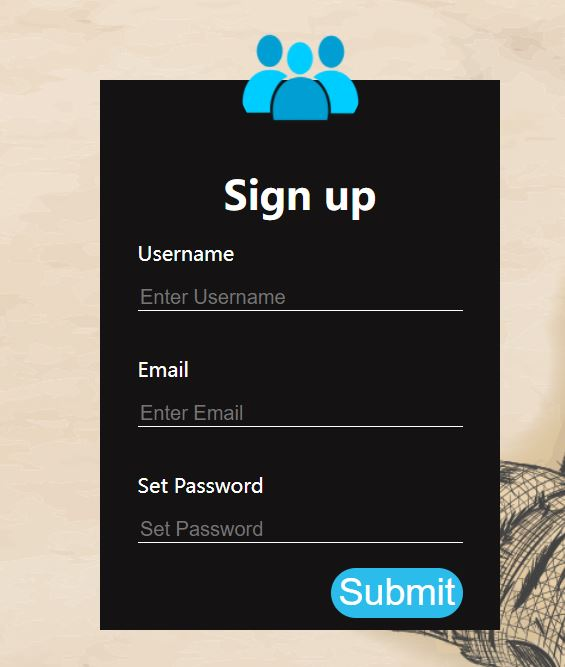 Sign up
Username
Enter Username
Email
Enter Email
Set Password
Set Password
Submit